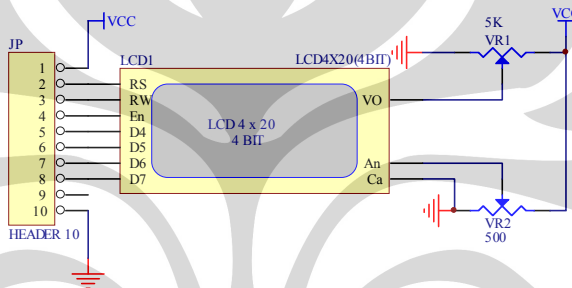 VCC
JP
1
2
3
4
5
6
7
8
9
10
HEADER 10
LCD1
LCD4X20(4BIT)
RS
RW
En
D4
D5
D6
D7
LCD 4 x 20
4 BIT
VO
An
Ca
5K
VR1
VCC
VR2
500